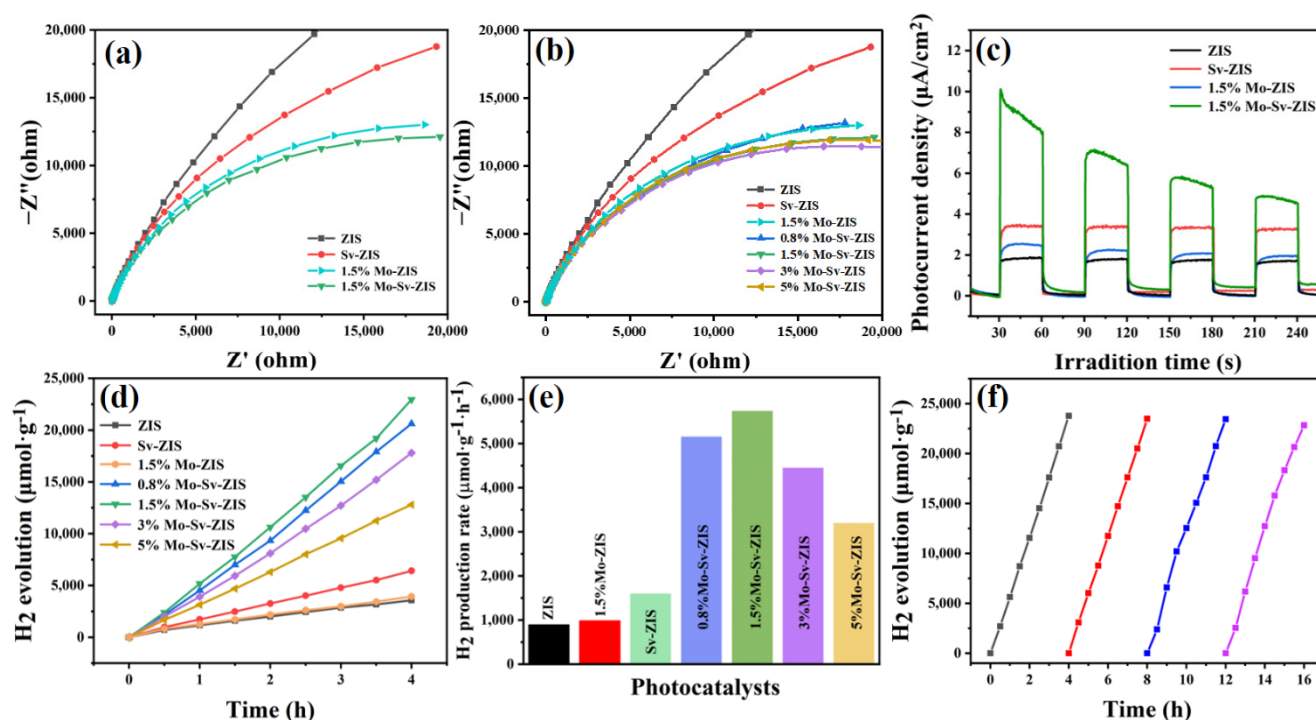 (a)
20,000
15,000
10,000
5,000
0
−Z"(ohm)
ZIS
Sv-ZIS
1.5% Mo-ZIS
1.5% Mo-Sv-ZIS
0 5,000 10,000 15,000 20,000
Z' (ohm)
(b)
20,000
15,000
10,000
5,000
0
−Z"(ohm)
ZIS
Sv-ZIS
1.5% Mo-ZIS
0.8% Mo-Sv-ZIS
1.5% Mo-Sv-ZIS
3% Mo-Sv-ZIS
5% Mo-Sv-ZIS
0 5,000 10,000 15,000 20,000
Z' (ohm)
(c)
12
10
8
6
4
2
0
Photocurrent density (μA/cm²)
ZIS
Sv-ZIS
1.5% Mo-ZIS
1.5% Mo-Sv-ZIS
30 60 90 120 150 180 210 240
Irradition time (s)
(d)
25,000
20,000
15,000
10,000
5,000
0
H₂ evolution (μmol·g⁻¹)
ZIS
Sv-ZIS
1.5% Mo-ZIS
0.8% Mo-Sv-ZIS
1.5% Mo-Sv-ZIS
3% Mo-Sv-ZIS
5% Mo-Sv-ZIS
0 1 2 3 4
Time (h)
(e)
6,000
5,000
4,000
3,000
2,000
1,000
0
H₂ production rate (μmol·g⁻¹·h⁻¹)
ZIS
1.5%Mo-ZIS
Sv-ZIS
0.8%Mo-Sv-ZIS
1.5%Mo-Sv-ZIS
3%Mo-Sv-ZIS
5%Mo-Sv-ZIS
Photocatalysts
(f)
25,000
20,000
15,000
10,000
5,000
0
H₂ evolution (μmol·g⁻¹)
0 2 4 6 8 10 12 14 16
Time (h)